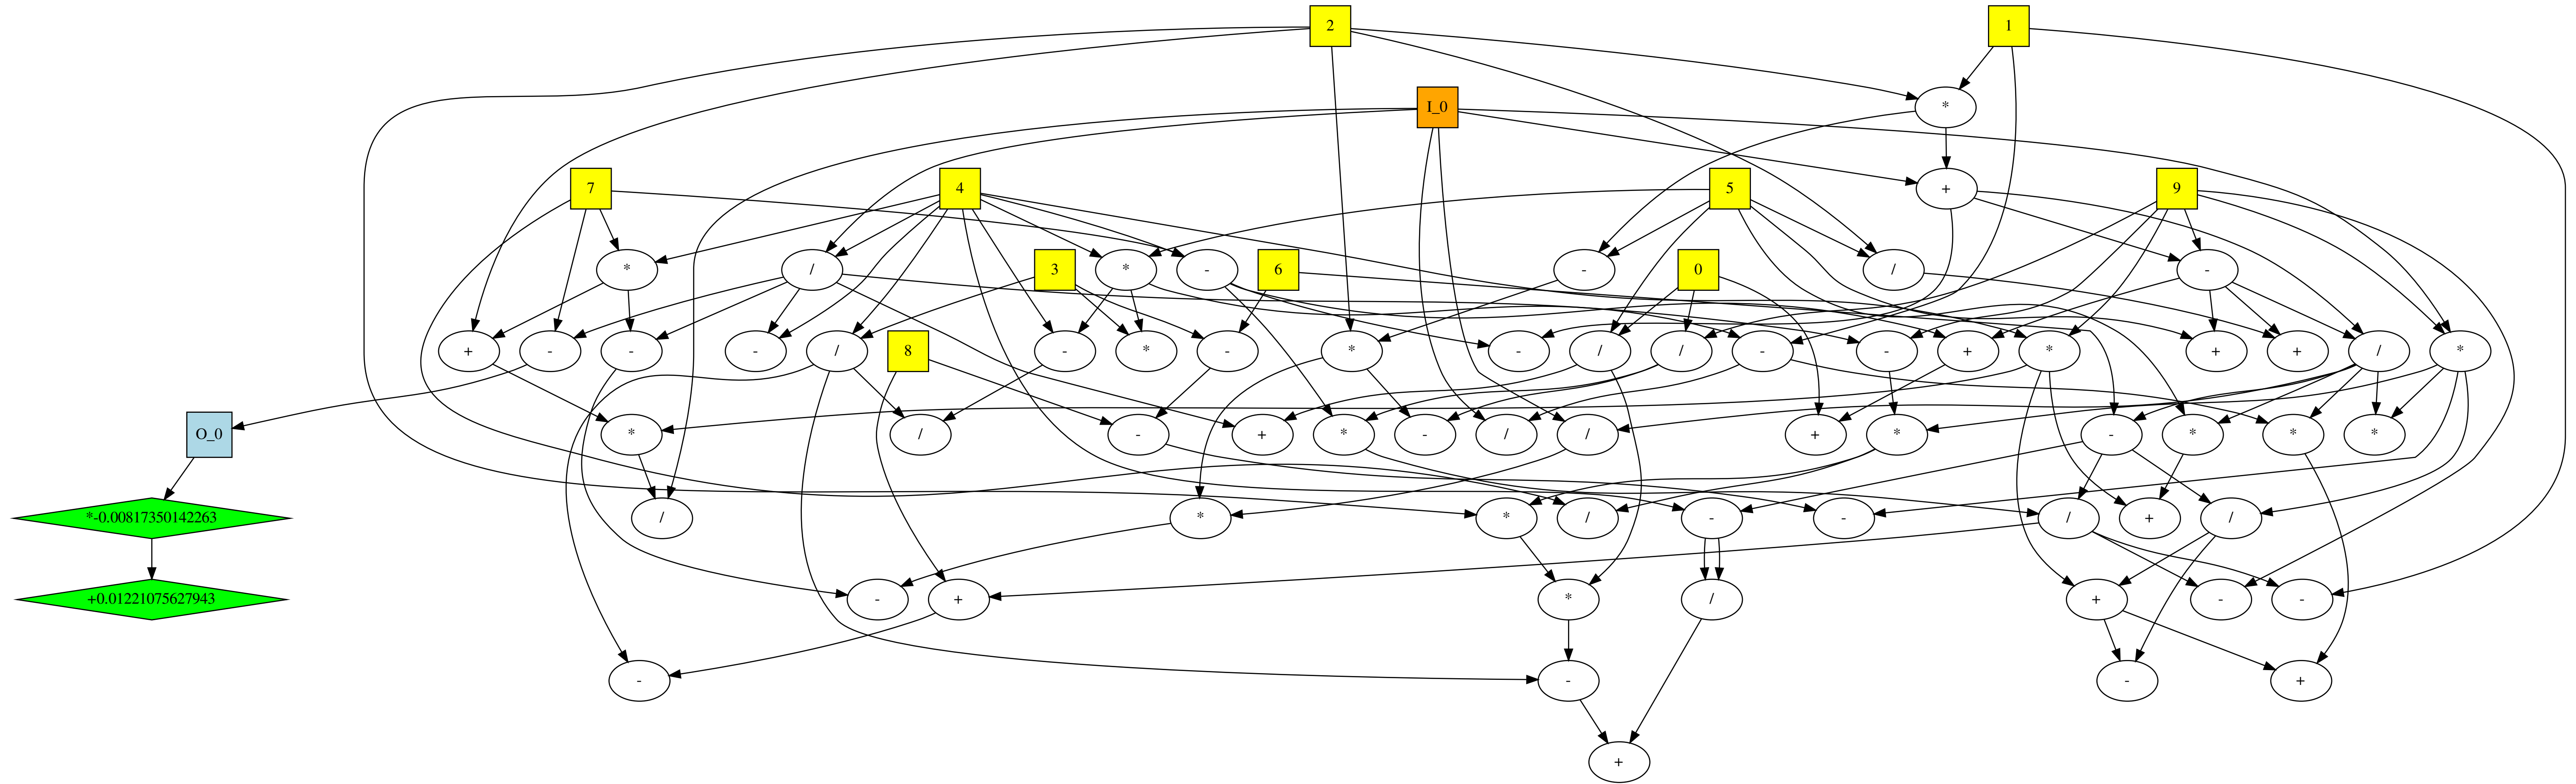 2 1
I_0 *
7 4 5 + 9
* / 3 * - 6 - 0 / -
+ - - - / 8 - * - * - / / - - + * + + / *
O_0 * / - + * - / / + * - * * *
*-0.00817350142263 / * * / - - / + /
+0.01221075627943 - + * / + - -
- - - +
+